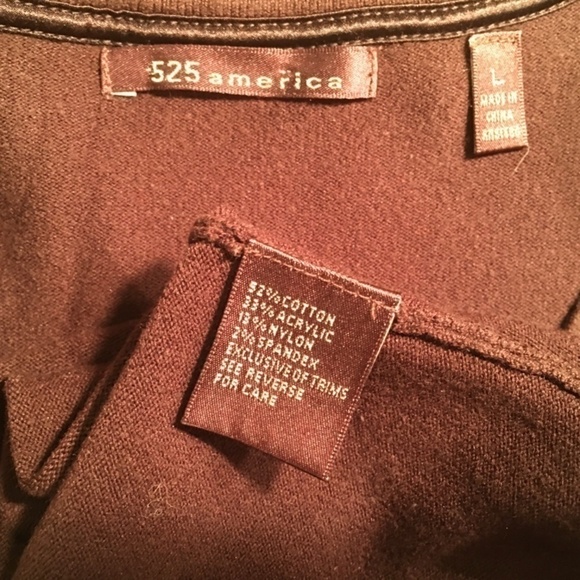 525 america
L
MADE IN
CHINA
52% COTTON
33% ACRYLIC
13% NYLON
2% SPANDEX
EXCLUSIVE OF TRIMS
SEE REVERSE
FOR CARE